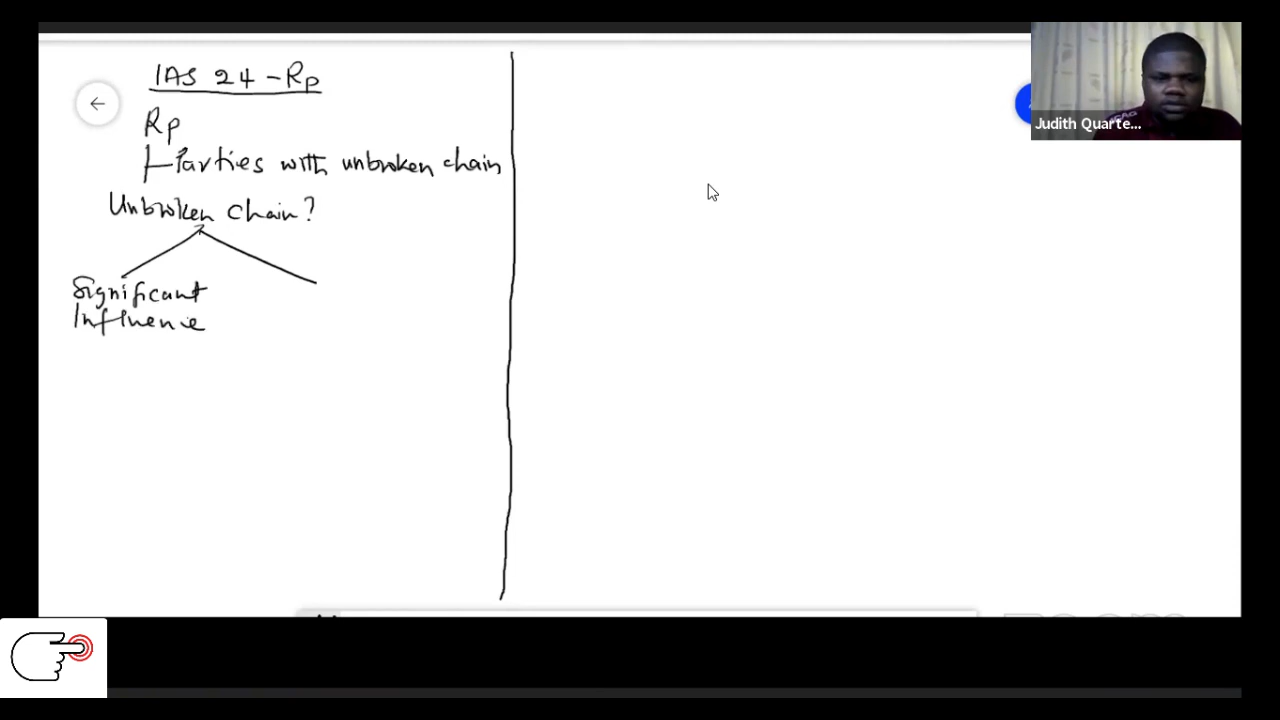 IAS 24 - Rp
Rp
Parties with unbroken chain
Unbroken chain?
Significant
Influence
Judith Quarte...